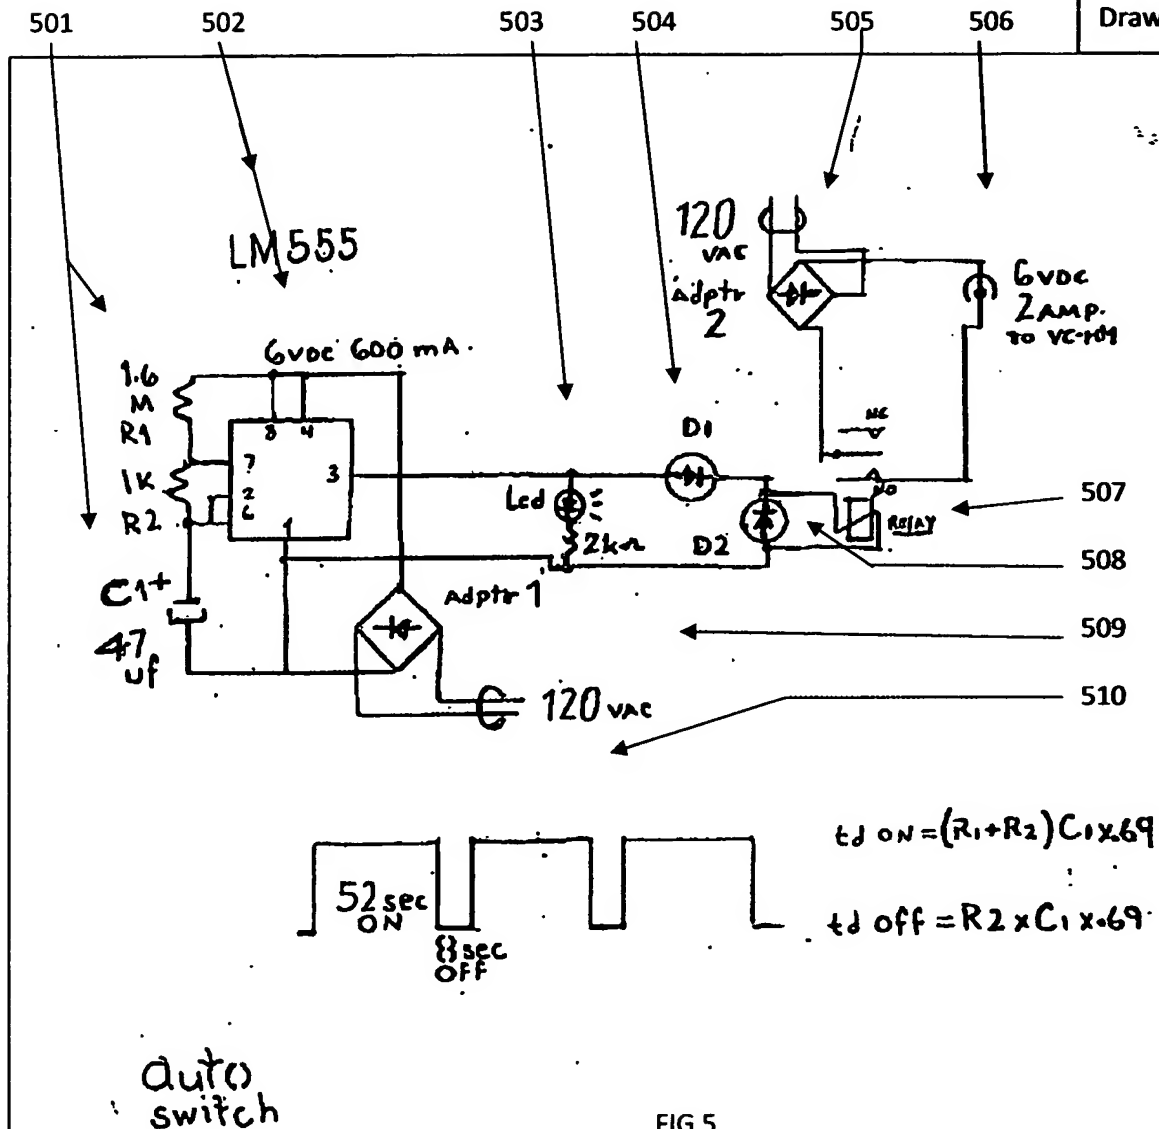 501
502
503
504
505
506
Draw
LM555
120
VAC
Adptr
2
6VDC
2AMP.
6VDC 600 mA.
1.6
M
R1
8
4
7
3
1K
2
6
R2
1
D1
NC
NO
Led
2kΩ
D2
RElAY
507
508
C1+
47
uf
Adptr 1
509
120 VAC
510
td ON=(R1+R2)C1x.69
52 sec
ON
td off = R2 x C1 x.69
8 sec
OFF
auto
switch
FIG 5